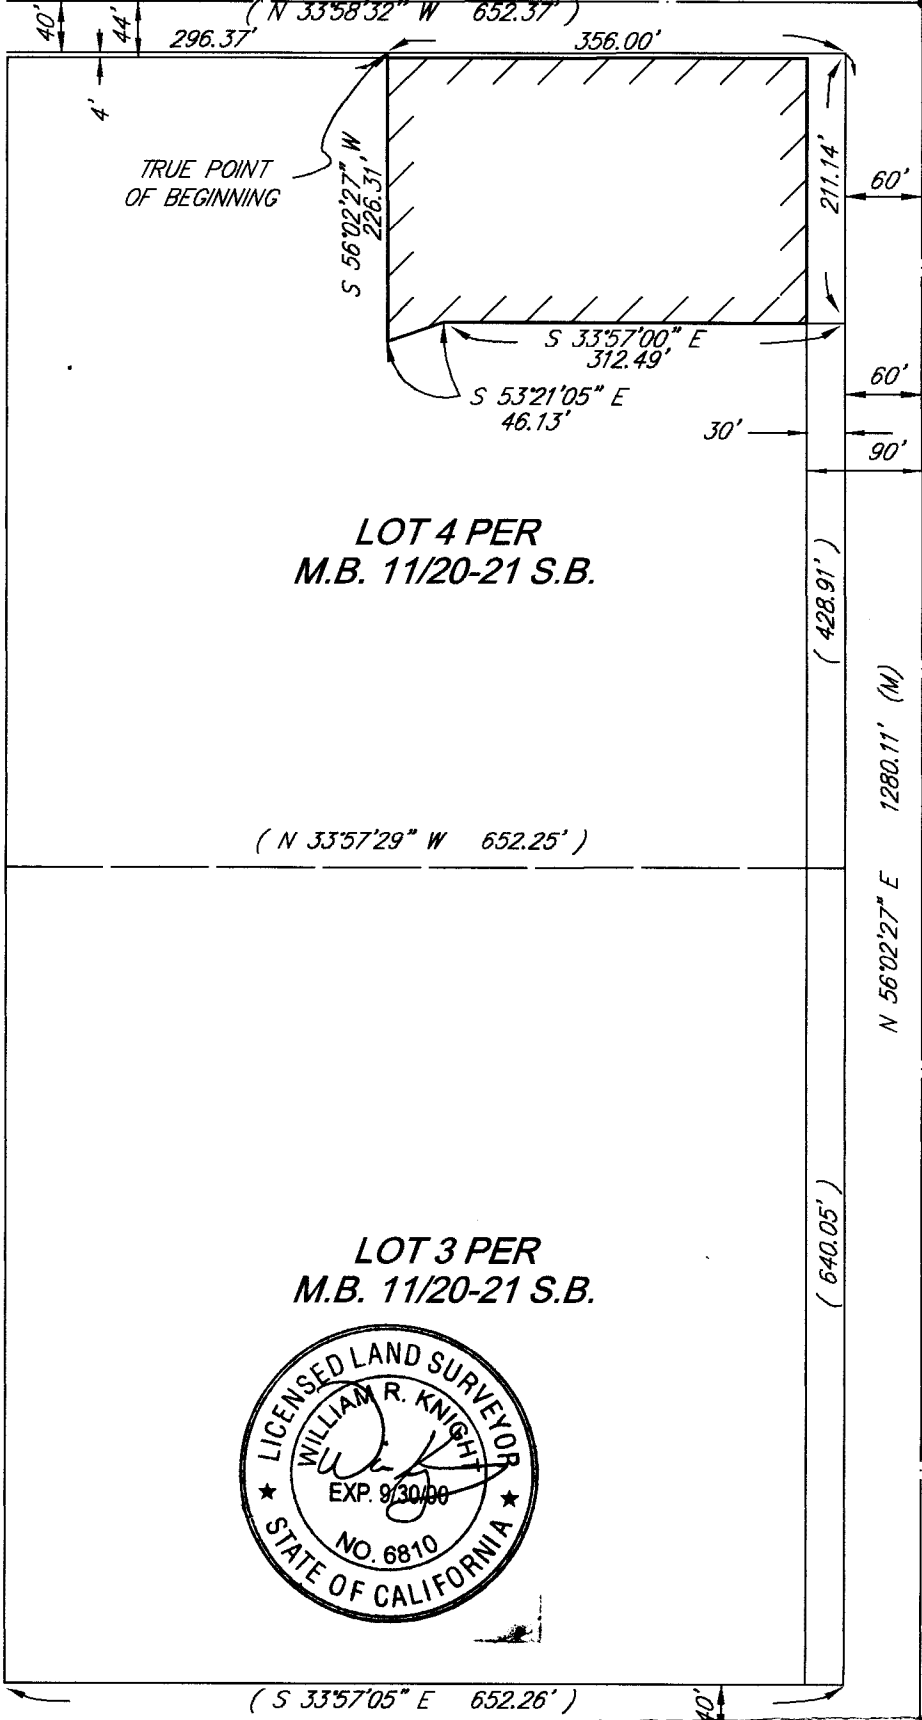 ( N 33°58'32" W 652.37' )
40'
44'
296.37'
356.00'
4'
TRUE POINT
OF BEGINNING
S 56°02'27" W
226.31'
211.14'
60'
S 33°57'00" E
312.49'
S 53°21'05" E
46.13'
60'
30'
90'
LOT 4 PER
M.B. 11/20-21 S.B.
( 428.91' )
N 56°02'27" E 1280.11' (M)
( N 33°57'29" W 652.25' )
LOT 3 PER
M.B. 11/20-21 S.B.
( 640.05' )
LICENSED LAND SURVEYOR
WILLIAM R. KNIGHT
EXP. 9/30/00
NO. 6810
STATE OF CALIFORNIA
( S 33°57'05" E 652.26' )
40'